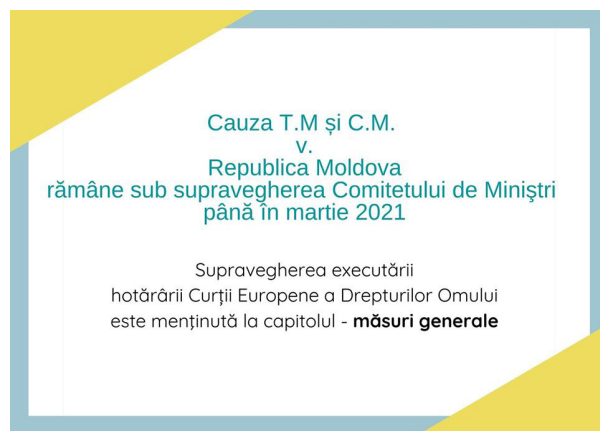 Cauza T.M și C.M.
v.
Republica Moldova
rămâne sub supravegherea Comitetului de Miniştri
până în martie 2021
Supravegherea executării
hotărârii Curții Europene a Drepturilor Omului
este menținută la capitolul - măsuri generale